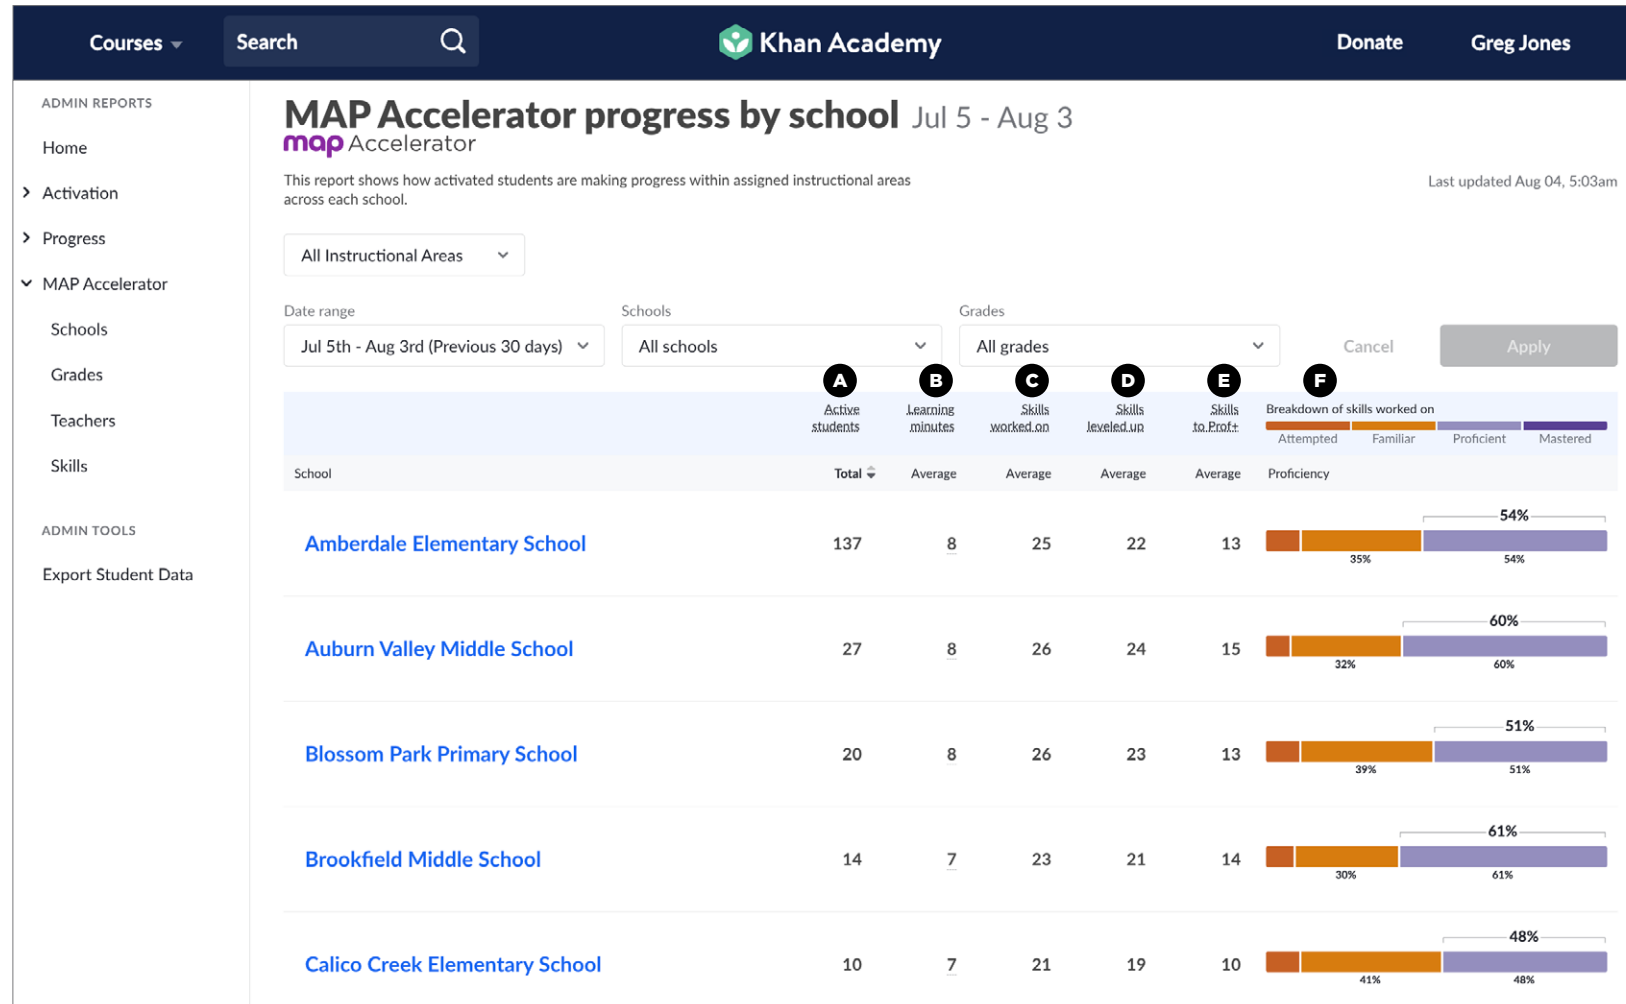 Courses
Search
Khan Academy
Donate
Greg Jones
ADMIN REPORTS
Home
Activation
Progress
MAP Accelerator
Schools
Grades
Teachers
Skills
ADMIN TOOLS
Export Student Data
MAP Accelerator progress by school Jul 5 - Aug 3
map Accelerator
This report shows how activated students are making progress within assigned instructional areas
across each school.
Last updated Aug 04, 5:03am
All Instructional Areas
Date range
Schools
Grades
Jul 5th - Aug 3rd (Previous 30 days)
All schools
All grades
Cancel
Apply
A
B
C
D
E
F
Active
students
Learning
minutes
Skills
worked on
Skills
leveled up
Skills
to Prof+
Breakdown of skills worked on
Attempted Familiar Proficient Mastered
School Total Average Average Average Average Proficiency
54%
Amberdale Elementary School 137 8 25 22 13
35% 54%
60%
Auburn Valley Middle School 27 8 26 24 15
32% 60%
51%
Blossom Park Primary School 20 8 26 23 13
39% 51%
61%
Brookfield Middle School 14 7 23 21 14
30% 61%
48%
Calico Creek Elementary School 10 7 21 19 10
41% 48%